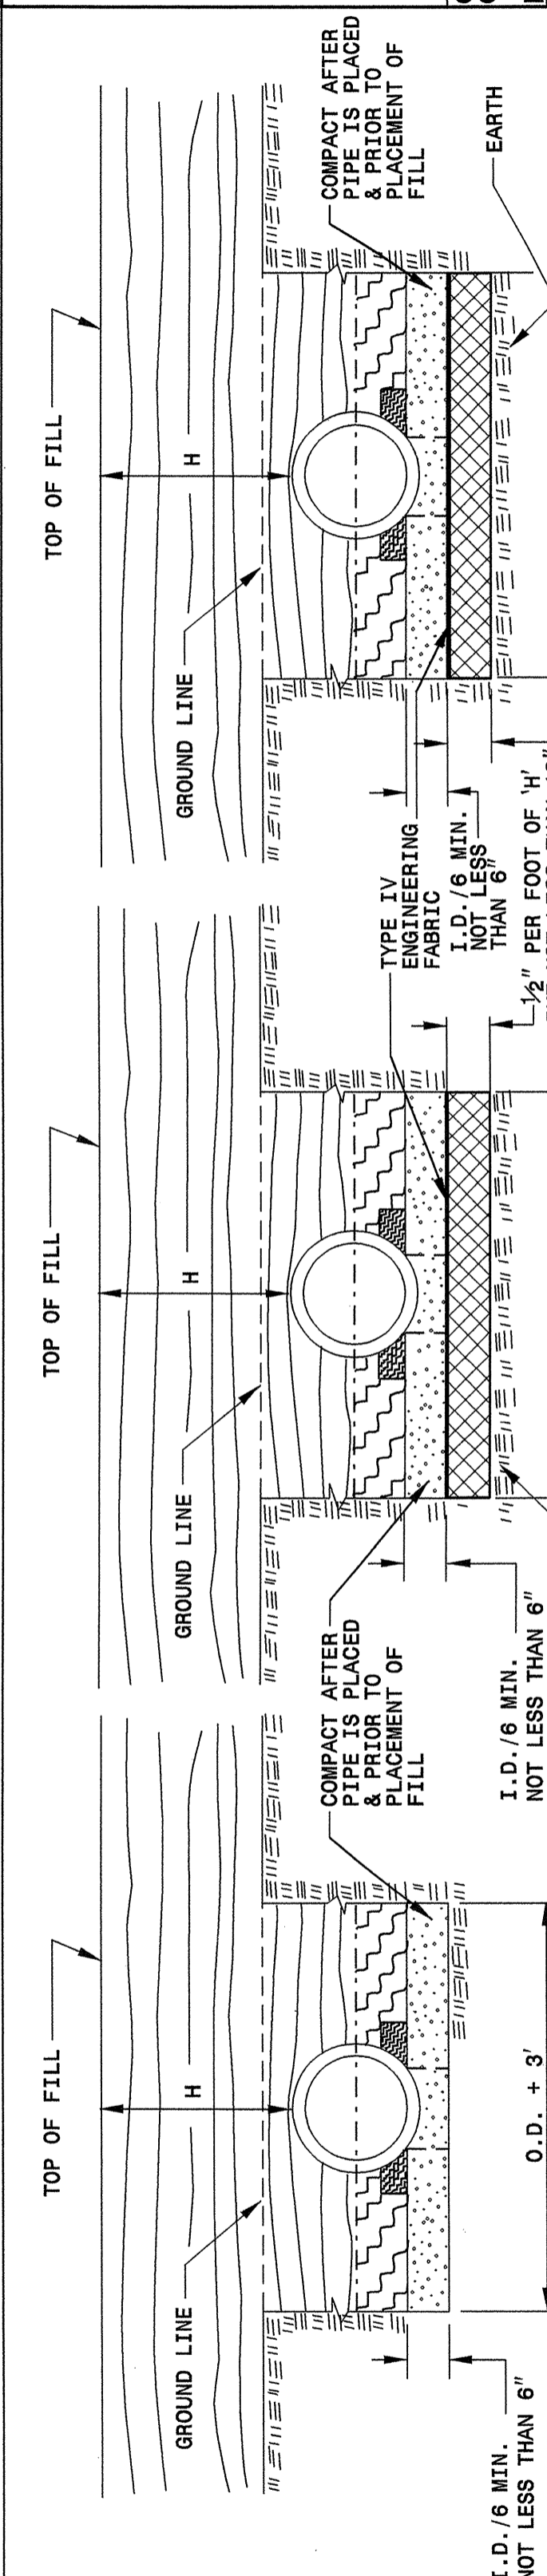 TOP OF FILL
H
GROUND LINE
I.D./6 MIN.
NOT LESS THAN 6"
O.D. + 3'
COMPACT AFTER
PIPE IS PLACED
& PRIOR TO
PLACEMENT OF
FILL
TOP OF FILL
H
GROUND LINE
I.D./6 MIN.
NOT LESS THAN 6"
TYPE IV
ENGINEERING
FABRIC
I.D./6 MIN.
NOT LESS
THAN 6"
1/2" PER FOOT OF 'H'
TOP OF FILL
H
GROUND LINE
COMPACT AFTER
PIPE IS PLACED
& PRIOR TO
PLACEMENT OF
FILL
EARTH